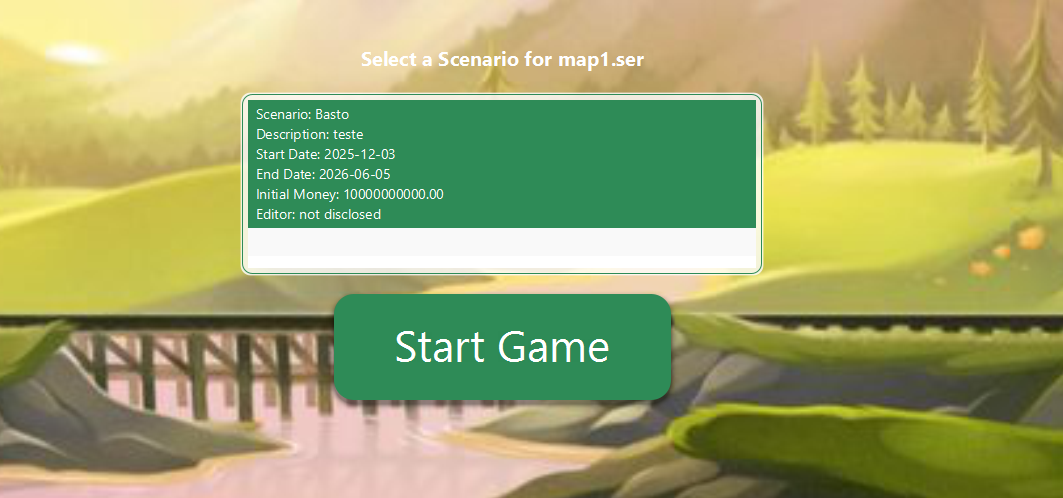 Select a Scenario for map1.ser
Scenario: Basto
Description: teste
Start Date: 2025-12-03
End Date: 2026-06-05
Initial Money: 10000000000.00
Editor: not disclosed
Start Game